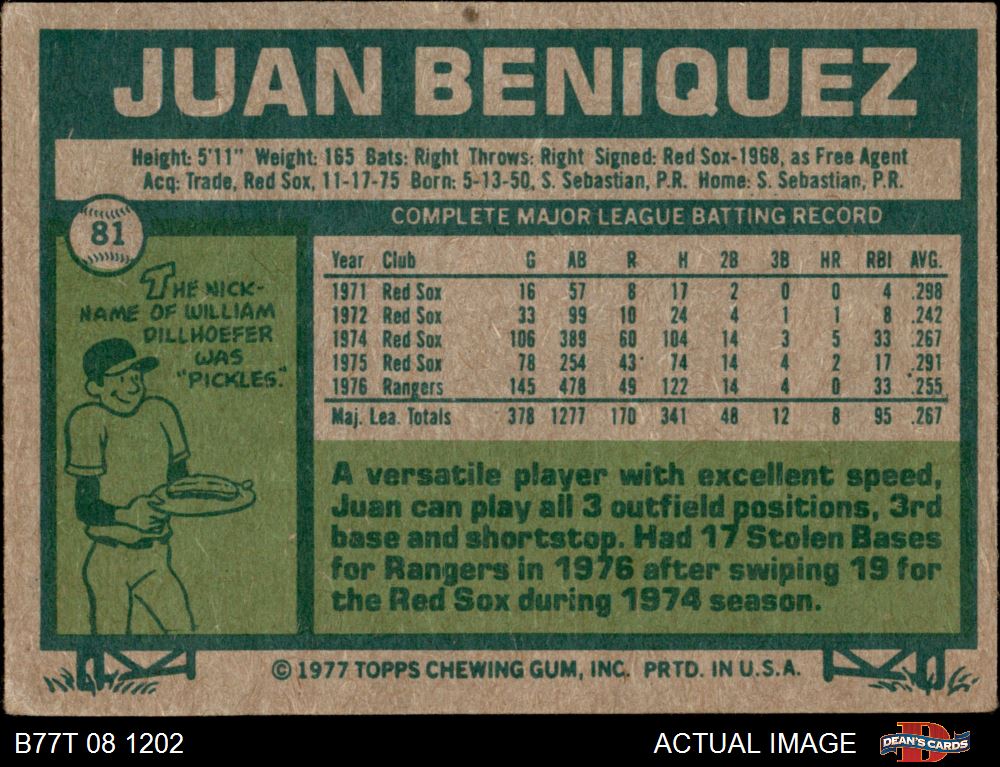 JUAN BENIQUEZ
Height: 5'11" Weight: 165 Bats: Right Throws: Right Signed: Red Sox-1968, as Free Agent
Acq: Trade, Red Sox, 11-17-75 Born: 5-13-50, S. Sebastian, P.R. Home: S. Sebastian, P.R.
81
THE NICK-
NAME OF WILLIAM
DILLHOEFER
WAS
"PICKLES."
COMPLETE MAJOR LEAGUE BATTING RECORD
Year Club G AB R H 2B 3B HR RBI AVG.
1971 Red Sox 16 57 8 17 2 0 0 4 .298
1972 Red Sox 33 99 10 24 4 1 1 8 .242
1974 Red Sox 106 389 60 104 14 3 5 33 .267
1975 Red Sox 78 254 43 74 14 4 2 17 .291
1976 Rangers 145 478 49 122 14 4 0 33 .255
Maj. Lea. Totals 378 1277 170 341 48 12 8 95 .267
A versatile player with excellent speed,
Juan can play all 3 outfield positions, 3rd
base and shortstop. Had 17 Stolen Bases
for Rangers in 1976 after swiping 19 for
the Red Sox during 1974 season.
© 1977 TOPPS CHEWING GUM, INC. PRTD. IN U.S.A.
B77T 08 1202
ACTUAL IMAGE
DEAN'S CARDS